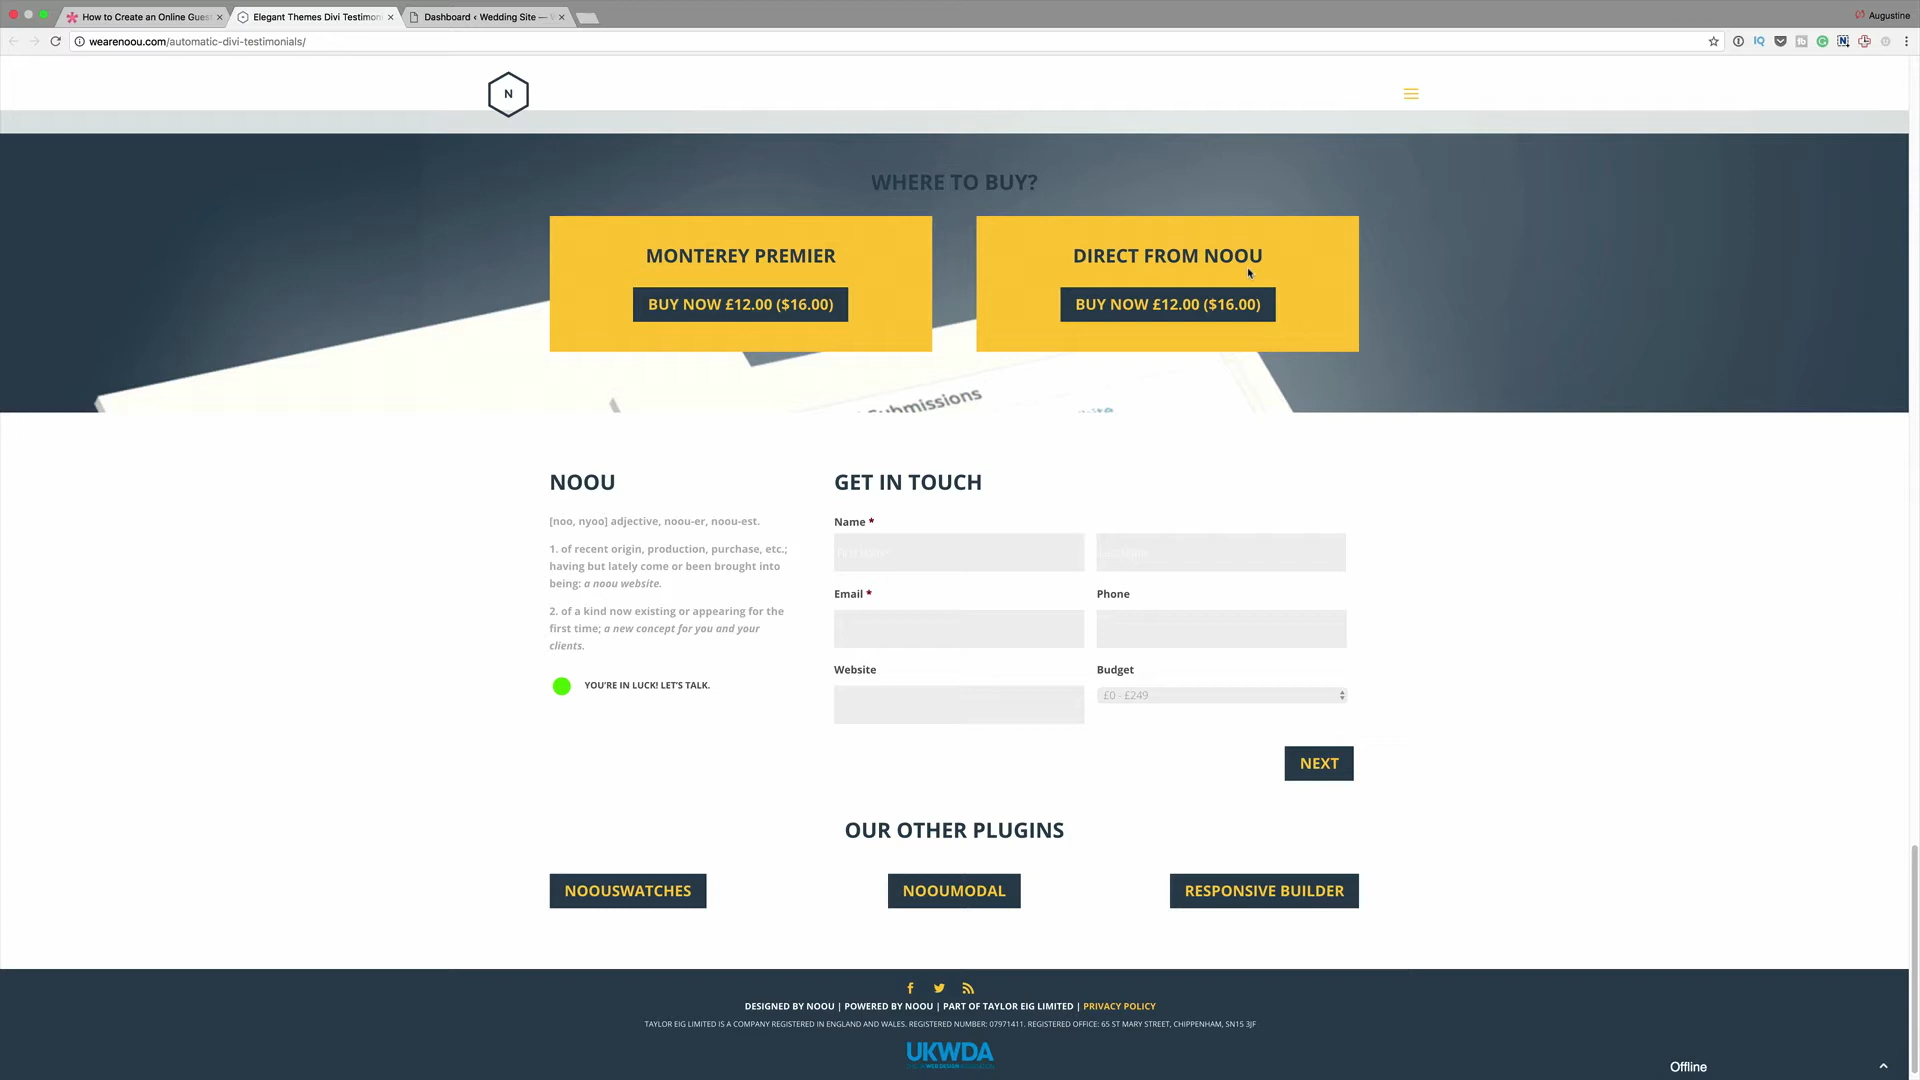 How to Create an Online Gues
Elegant Themes Divi Testimoni
Dashboard ‹ Wedding Site —
Augustine
wearenoou.com/automatic-divi-testimonials/
N
WHERE TO BUY?
MONTEREY PREMIER
DIRECT FROM NOOU
BUY NOW £12.00 ($16.00)
BUY NOW £12.00 ($16.00)
Submissions
NOOU
[noo, nyoo] adjective, noou-er, noou-est.
1. of recent origin, production, purchase, etc.;
having but lately come or been brought into
being: a noou website.
2. of a kind now existing or appearing for the
first time; a new concept for you and your
clients.
YOU'RE IN LUCK! LET'S TALK.
GET IN TOUCH
Name *
Email *
Phone
Website
Budget
£0 - £249
NEXT
OUR OTHER PLUGINS
NOOUSWATCHES
NOOUMODAL
RESPONSIVE BUILDER
DESIGNED BY NOOU | POWERED BY NOOU | PART OF TAYLOR EIG LIMITED | PRIVACY POLICY
TAYLOR EIG LIMITED IS A COMPANY REGISTERED IN ENGLAND AND WALES. REGISTERED NUMBER: 07971411. REGISTERED OFFICE: 65 ST MARY STREET, CHIPPENHAM, SN15 3JF
UKWDA
Offline